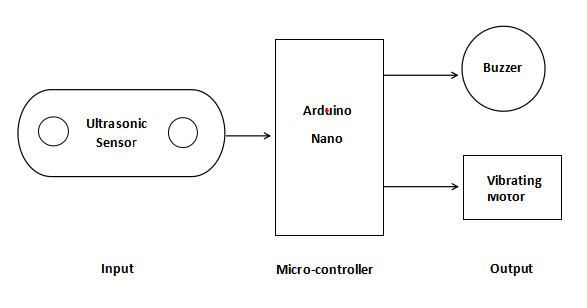 Buzzer
Ultrasonic
Sensor
Arduino
Nano
Vibrating
Motor
Input
Micro-controller
Output